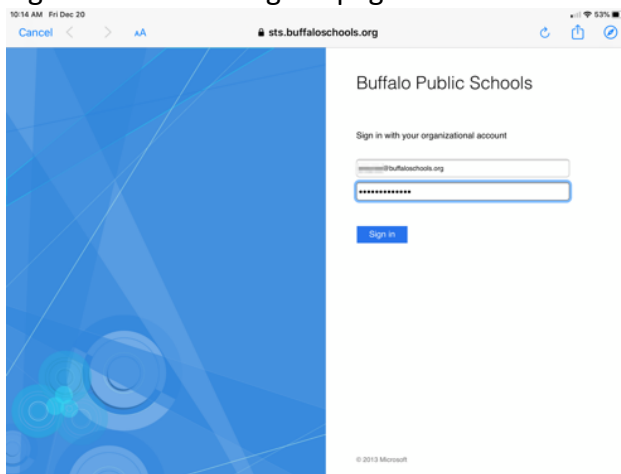 10:14 AM Fri Dec 20
53%
Cancel
AA
sts.buffaloschools.org
Buffalo Public Schools
Sign in with your organizational account
@buffaloschools.org
Sign in
© 2013 Microsoft